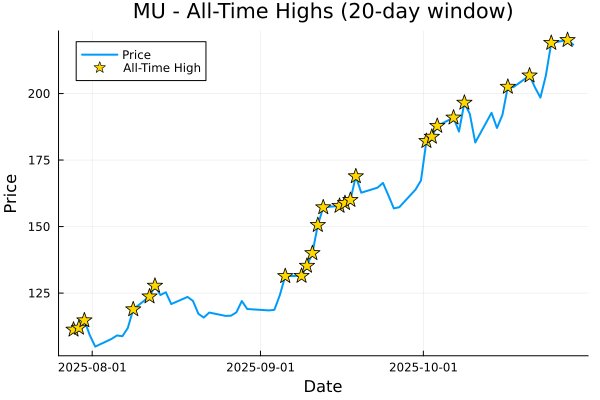 MU - All-Time Highs (20-day window)
Price
All-Time High
200
175
150
125
Price
2025-08-01
2025-09-01
2025-10-01
Date